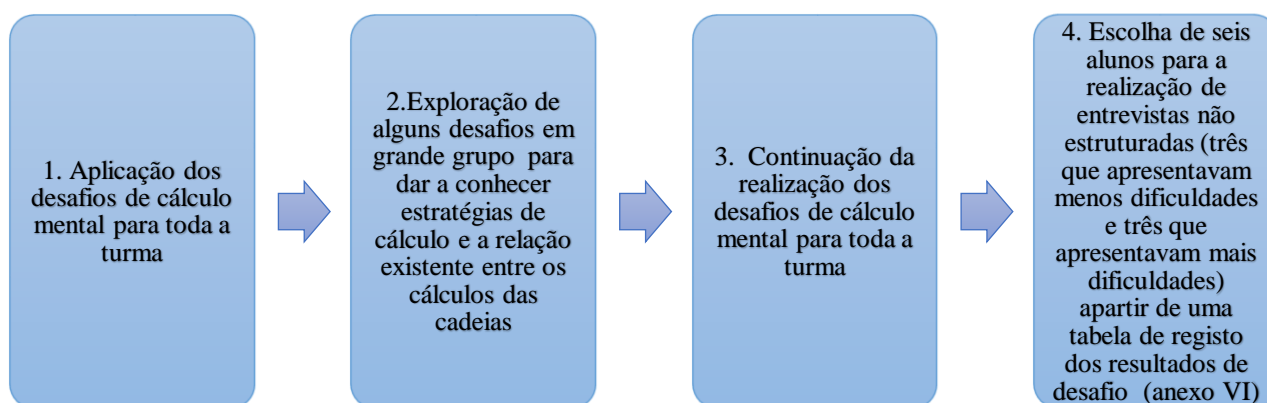 1. Aplicação dos
desafios de cálculo
mental para toda a
turma
2.Exploração de
alguns desafios em
grande grupo para
dar a conhecer
estratégias de
cálculo e a relação
existente entre os
cálculos das
cadeias
3. Continuação da
realização dos
desafios de cálculo
mental para toda a
turma
4. Escolha de seis
alunos para a
realização de
entrevistas não
estruturadas (três
que apresentavam
menos dificuldades
e três que
apresentavam mais
dificuldades)
apartir de uma
tabela de registo
dos resultados de
desafio (anexo VI)